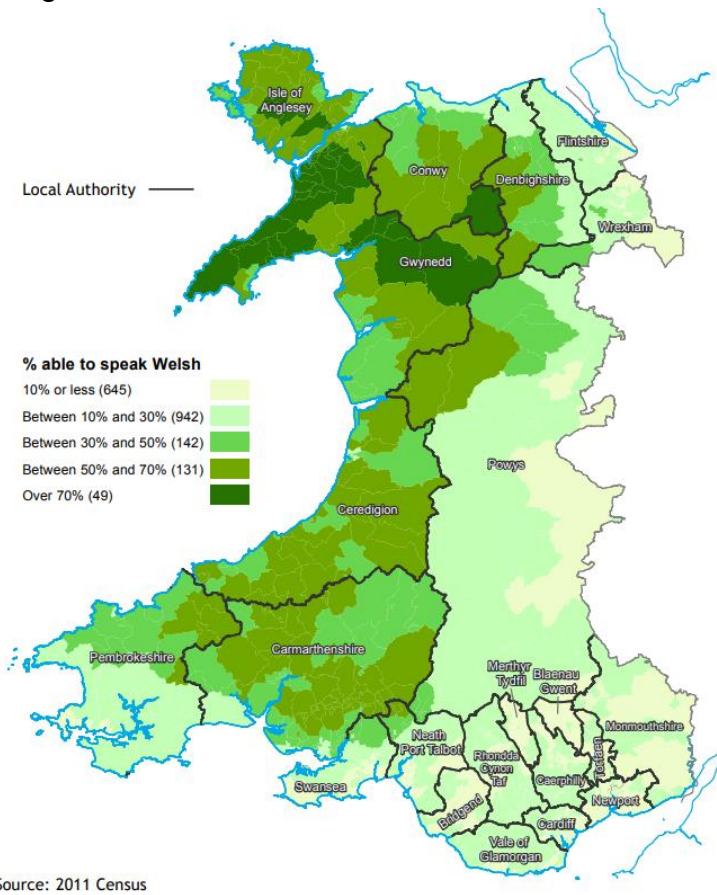 Isle of
Anglesey
Local Authority
Conwy
Denbighshire
Flintshire
Wrexham
Gwynedd
% able to speak Welsh
10% or less (645)
Between 10% and 30% (942)
Between 30% and 50% (142)
Between 50% and 70% (131)
Over 70% (49)
Powys
Ceredigion
Pembrokeshire
Carmarthenshire
Merthyr
Tydfil
Blaenau
Gwent
Monmouthshire
Neath
Port Talbot
Rhondda
Cynon
Taf
Caerphilly
Torfaen
Swansea
Bridgend
Newport
Cardiff
Vale of
Glamorgan
Source: 2011 Census